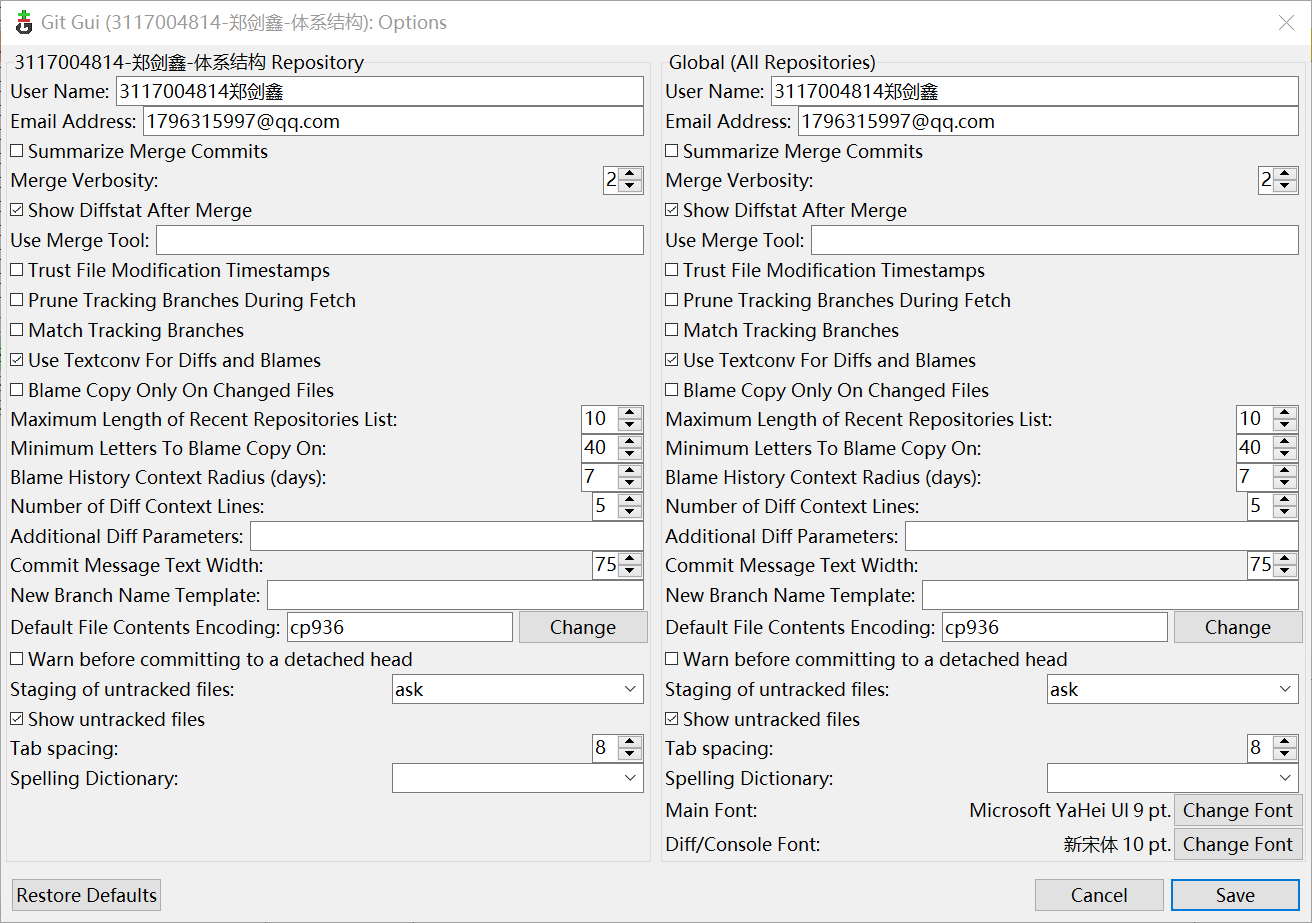 Git Gui (3117004814-郑剑鑫-体系结构): Options
3117004814-郑剑鑫-体系结构 Repository
User Name: 3117004814郑剑鑫
Email Address: 1796315997@qq.com
Summarize Merge Commits
Merge Verbosity: 2
Show Diffstat After Merge
Use Merge Tool:
Trust File Modification Timestamps
Prune Tracking Branches During Fetch
Match Tracking Branches
Use Textconv For Diffs and Blames
Blame Copy Only On Changed Files
Maximum Length of Recent Repositories List: 10
Minimum Letters To Blame Copy On: 40
Blame History Context Radius (days): 7
Number of Diff Context Lines: 5
Additional Diff Parameters:
Commit Message Text Width: 75
New Branch Name Template:
Default File Contents Encoding: cp936 Change
Warn before committing to a detached head
Staging of untracked files: ask
Show untracked files
Tab spacing: 8
Spelling Dictionary:
Global (All Repositories)
User Name: 3117004814郑剑鑫
Email Address: 1796315997@qq.com
Summarize Merge Commits
Merge Verbosity: 2
Show Diffstat After Merge
Use Merge Tool:
Trust File Modification Timestamps
Prune Tracking Branches During Fetch
Match Tracking Branches
Use Textconv For Diffs and Blames
Blame Copy Only On Changed Files
Maximum Length of Recent Repositories List: 10
Minimum Letters To Blame Copy On: 40
Blame History Context Radius (days): 7
Number of Diff Context Lines: 5
Additional Diff Parameters:
Commit Message Text Width: 75
New Branch Name Template:
Default File Contents Encoding: cp936 Change
Warn before committing to a detached head
Staging of untracked files: ask
Show untracked files
Tab spacing: 8
Spelling Dictionary:
Main Font: Microsoft YaHei UI 9 pt. Change Font
Diff/Console Font: 新宋体 10 pt. Change Font
Restore Defaults Cancel Save